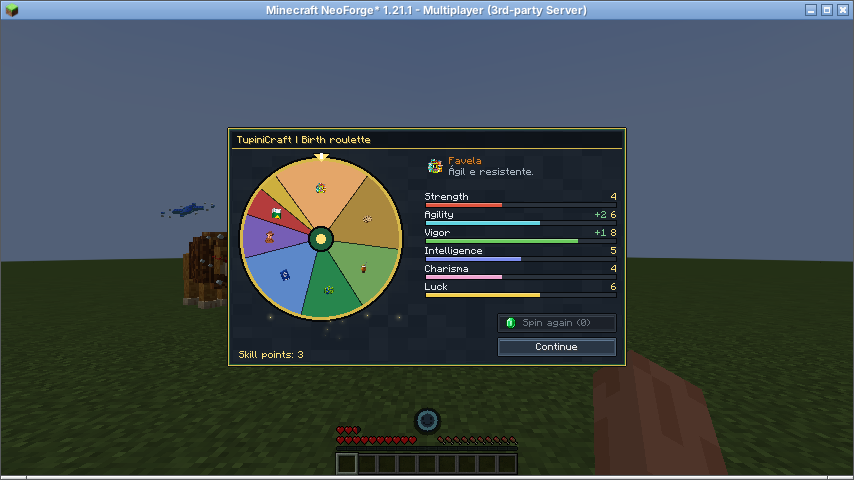 Minecraft NeoForge* 1.21.1 - Multiplayer (3rd-party Server)
TupiniCraft | Birth roulette
Favela
Ágil e resistente.
Strength 4
Agility +2 6
Vigor +1 8
Intelligence 5
Charisma 4
Luck 6
Spin again (0)
Continue
Skill points: 3